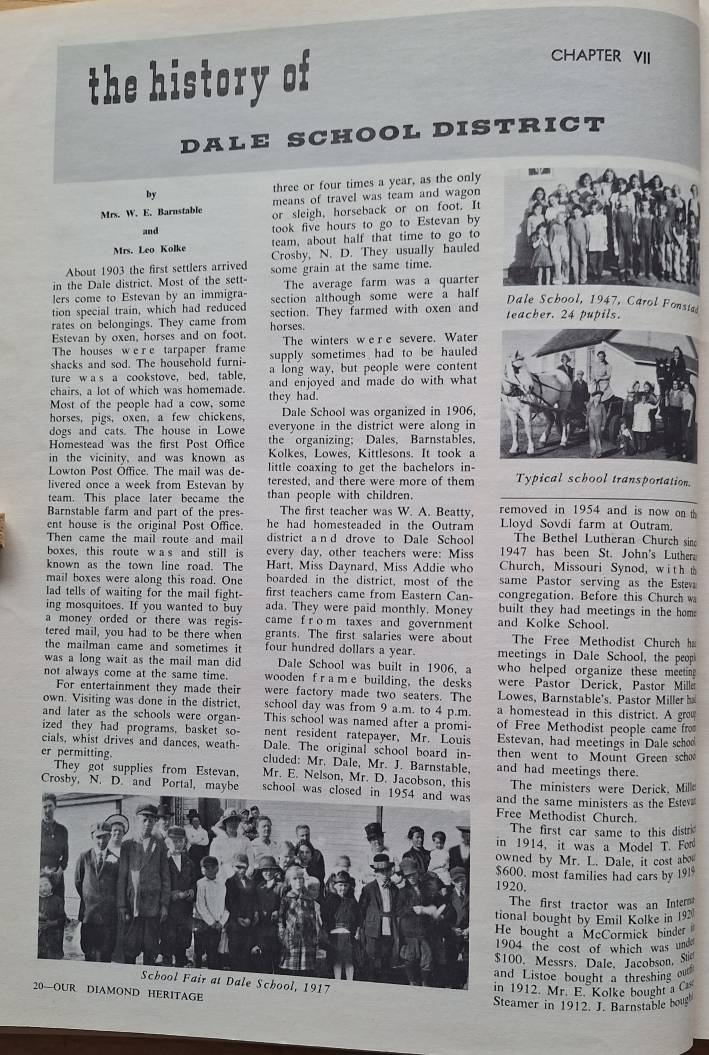 the history of
CHAPTER VII
DALE SCHOOL DISTRICT
by
Mrs. W. E. Barnstable
and
Mrs. Leo Kolke
About 1903 the first settlers arrived
in the Dale district. Most of the sett-
lers come to Estevan by an immigra-
tion special train, which had reduced
rates on belongings. They came from
Estevan by oxen, horses and on foot.
The houses were tarpaper frame
shacks and sod. The household furni-
ture was a cookstove, bed, table,
chairs, a lot of which was homemade.
Most of the people had a cow, some
horses, pigs, oxen, a few chickens,
dogs and cats. The house in Lowe
Homestead was the first Post Office
in the vicinity, and was known as
Lowton Post Office. The mail was de-
livered once a week from Estevan by
team. This place later became the
Barnstable farm and part of the pres-
ent house is the original Post Office.
Then came the mail route and mail
boxes, this route was and still is
known as the town line road. The
mail boxes were along this road. One
lad tells of waiting for the mail fight-
ing mosquitoes. If you wanted to buy
a money orded or there was regis-
tered mail, you had to be there when
the mailman came and sometimes it
was a long wait as the mail man did
not always come at the same time.
For entertainment they made their
own. Visiting was done in the district,
and later as the schools were organ-
ized they had programs, basket so-
cials, whist drives and dances, weath-
er permitting.
They got supplies from Estevan,
Crosby, N. D. and Portal, maybe
three or four times a year, as the only
means of travel was team and wagon
or sleigh, horseback or on foot. It
took five hours to go to Estevan by
team, about half that time to go to
Crosby, N. D. They usually hauled
some grain at the same time.
The average farm was a quarter
section although some were a half
section. They farmed with oxen and
horses.
The winters were severe. Water
supply sometimes had to be hauled
a long way, but people were content
and enjoyed and made do with what
they had.
Dale School was organized in 1906,
everyone in the district were along in
the organizing; Dales, Barnstables,
Kolkes, Lowes, Kittlesons. It took a
little coaxing to get the bachelors in-
terested, and there were more of them
than people with children.
The first teacher was W. A. Beatty,
he had homesteaded in the Outram
district and drove to Dale School
every day, other teachers were: Miss
Hart, Miss Daynard, Miss Addie who
boarded in the district, most of the
first teachers came from Eastern Can-
ada. They were paid monthly. Money
came from taxes and government
grants. The first salaries were about
four hundred dollars a year.
Dale School was built in 1906, a
wooden frame building, the desks
were factory made two seaters. The
school day was from 9 a.m. to 4 p.m.
This school was named after a promi-
nent resident ratepayer, Mr. Louis
Dale. The original school board in-
cluded: Mr. Dale, Mr. J. Barnstable,
Mr. E. Nelson, Mr. D. Jacobson, this
school was closed in 1954 and was
Dale School, 1947, Carol Fonstad
teacher. 24 pupils.
Typical school transportation.
removed in 1954 and is now on th
Lloyd Sovdi farm at Outram.
The Bethel Lutheran Church sinc
1947 has been St. John's Luthera
Church, Missouri Synod, with th
same Pastor serving as the Esteva
congregation. Before this Church wa
built they had meetings in the home
and Kolke School.
The Free Methodist Church ha
meetings in Dale School, the peopl
who helped organize these meeting
were Pastor Derick, Pastor Miller
Lowes, Barnstable's. Pastor Miller had
a homestead in this district. A group
of Free Methodist people came from
Estevan, had meetings in Dale school
then went to Mount Green schoo
and had meetings there.
The ministers were Derick, Mille
and the same ministers as the Estevan
Free Methodist Church.
The first car same to this distric
in 1914, it was a Model T. Ford
owned by Mr. L. Dale, it cost abou
$600. most families had cars by 1919
1920.
The first tractor was an Interna
tional bought by Emil Kolke in 1920
He bought a McCormick binder in
1904 the cost of which was under
$100. Messrs. Dale, Jacobson, Stier
and Listoe bought a threshing outfit
in 1912. Mr. E. Kolke bought a Case
Steamer in 1912. J. Barnstable bought
School Fair at Dale School, 1917
20—OUR DIAMOND HERITAGE